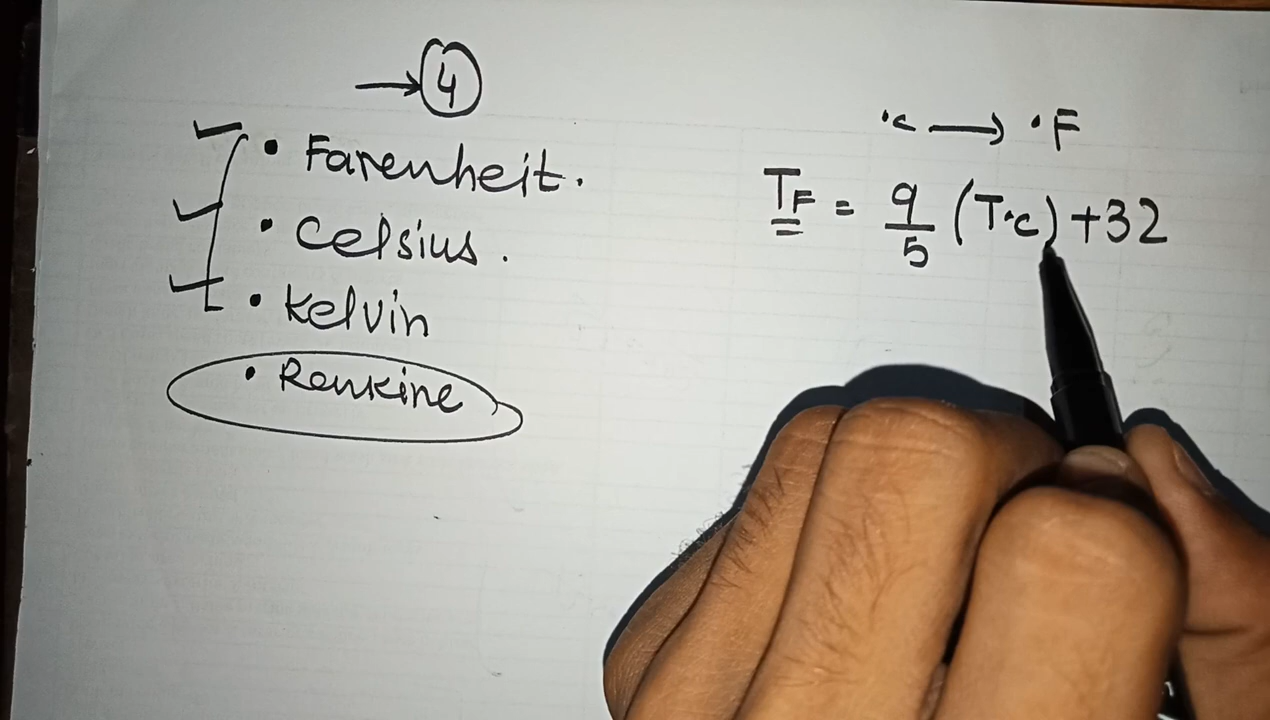 → 4
• Farenheit.
• Celsius.
• Kelvin
• Renkine
°c → °F
TF = 9/5 (T°c) +32